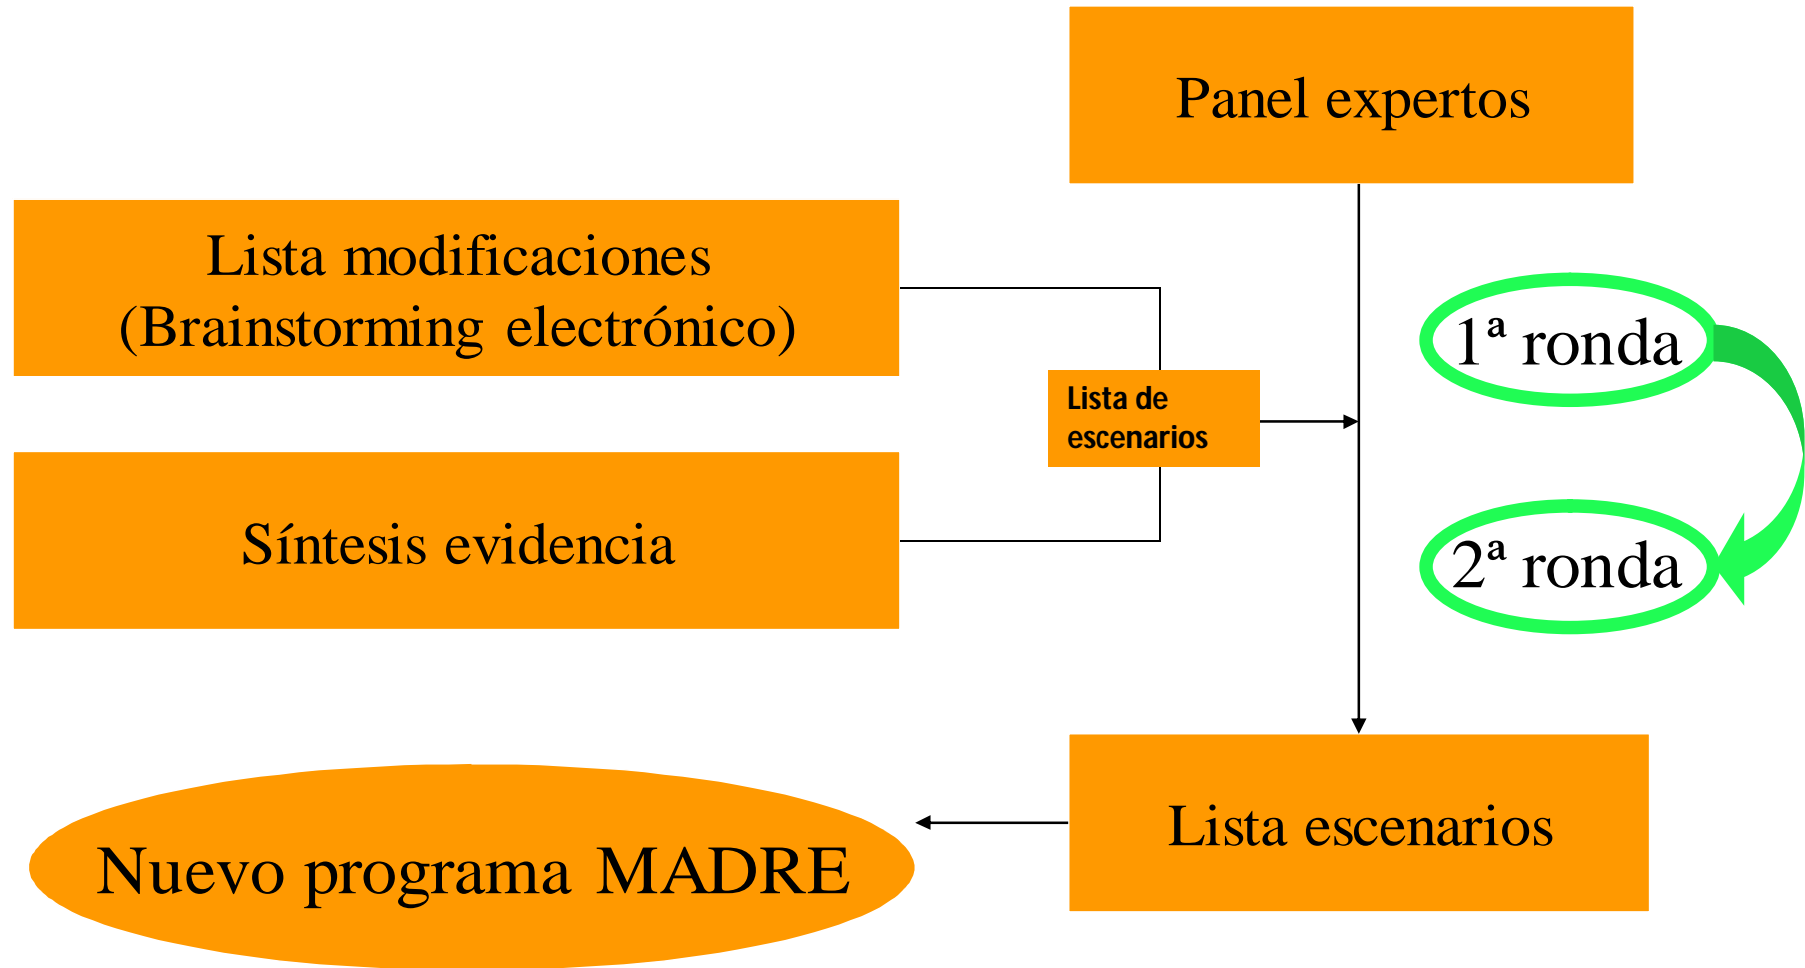 Panel expertos
Lista modificaciones
(Brainstorming electrónico)
1ª ronda
Lista de
escenarios
Síntesis evidencia
2ª ronda
Lista escenarios
Nuevo programa MADRE